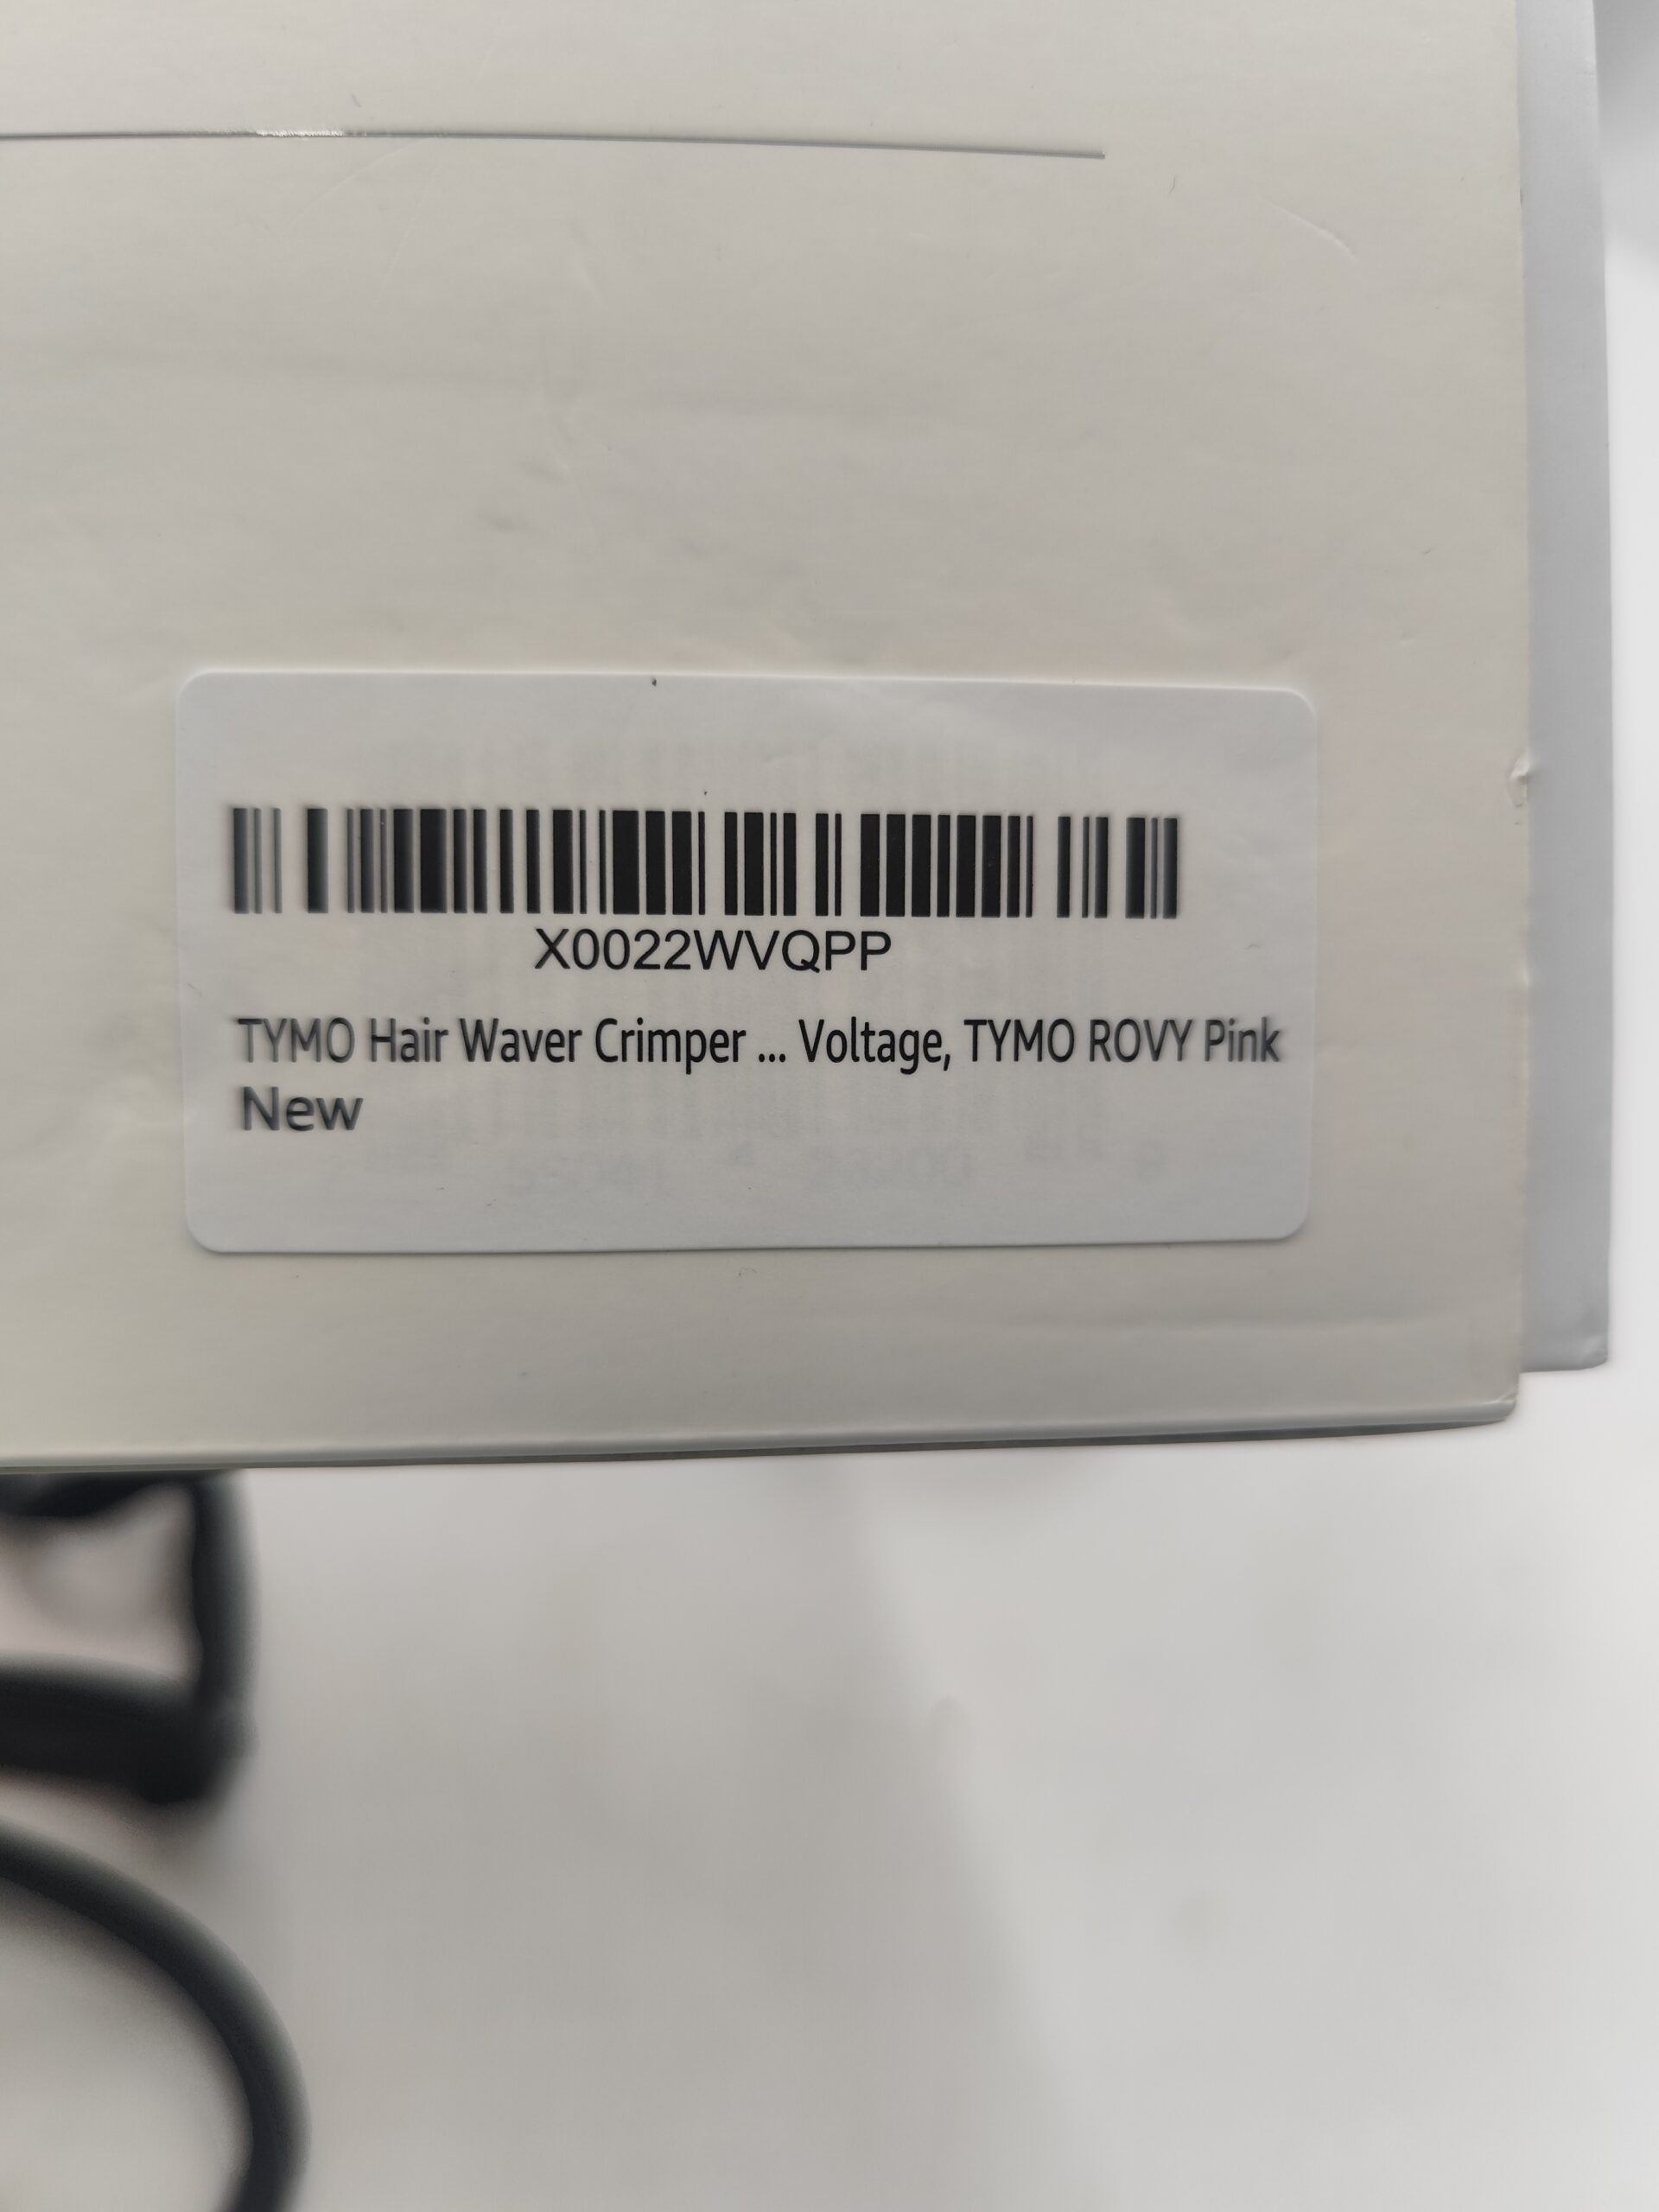 X0022WVQPP
TYMO Hair Waver Crimper ... Voltage, TYMO ROVY Pink
New